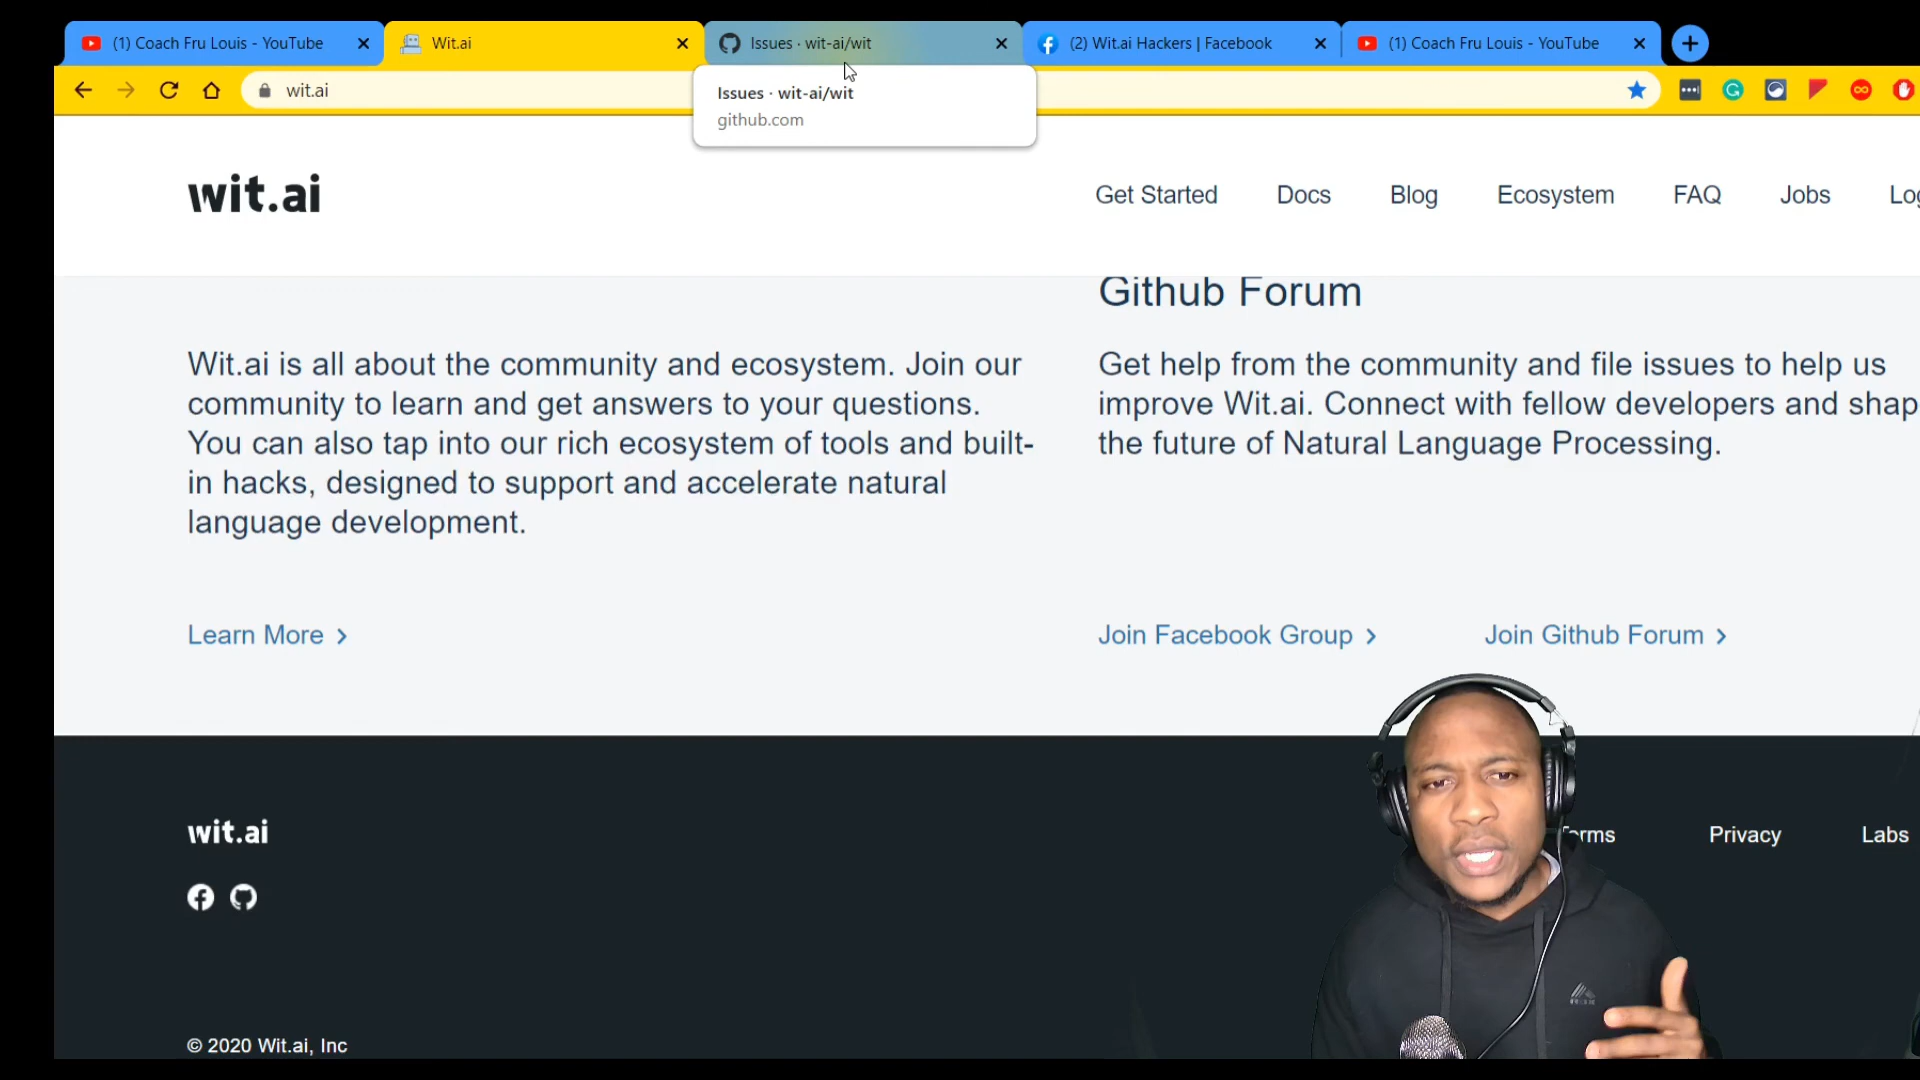 (1) Coach Fru Louis - YouTube
Wit.ai
Issues · wit-ai/wit
(2) Wit.ai Hackers | Facebook
(1) Coach Fru Louis - YouTube
wit.ai
Issues · wit-ai/wit
github.com
wit.ai
Get Started
Docs
Blog
Ecosystem
FAQ
Jobs
Github Forum
Wit.ai is all about the community and ecosystem. Join our
community to learn and get answers to your questions.
You can also tap into our rich ecosystem of tools and built-
in hacks, designed to support and accelerate natural
language development.
Get help from the community and file issues to help us
improve Wit.ai. Connect with fellow developers and shap
the future of Natural Language Processing.
Learn More
Join Facebook Group
Join Github Forum
wit.ai
Privacy
Labs
© 2020 Wit.ai, Inc